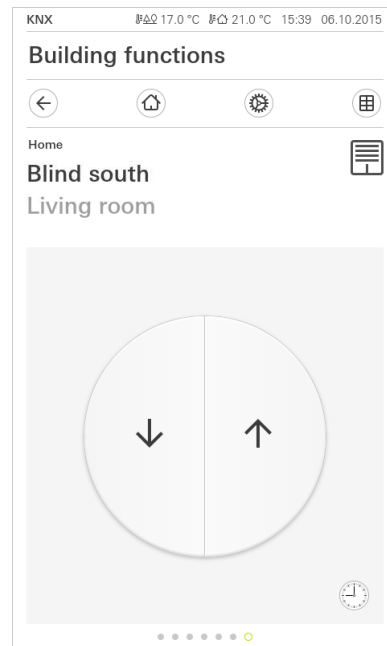 KNX 17.0 °C 21.0 °C 15:39 06.10.2015
Building functions
Home
Blind south
Living room